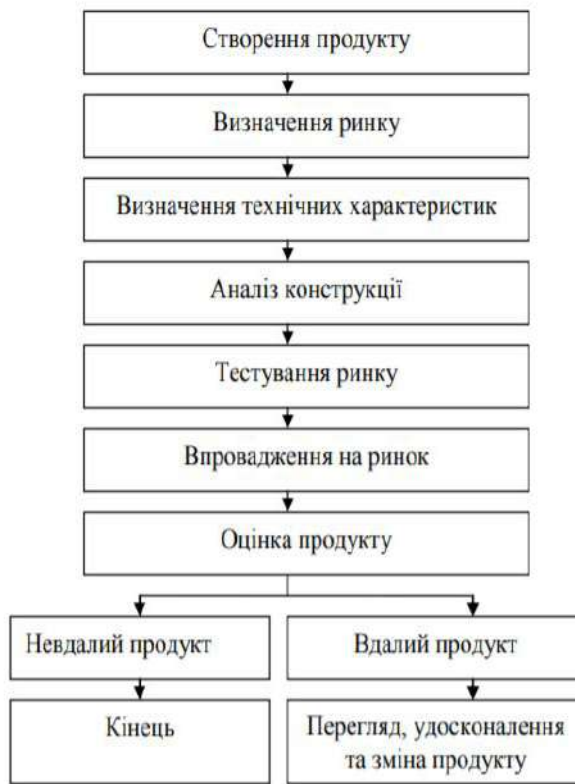 Створення продукту
Визначення ринку
Визначення технічних характеристик
Аналіз конструкції
Тестування ринку
Впровадження на ринок
Оцінка продукту
Невдалий продукт
Вдалий продукт
Кінець
Перегляд, удосконалення
та зміна продукту